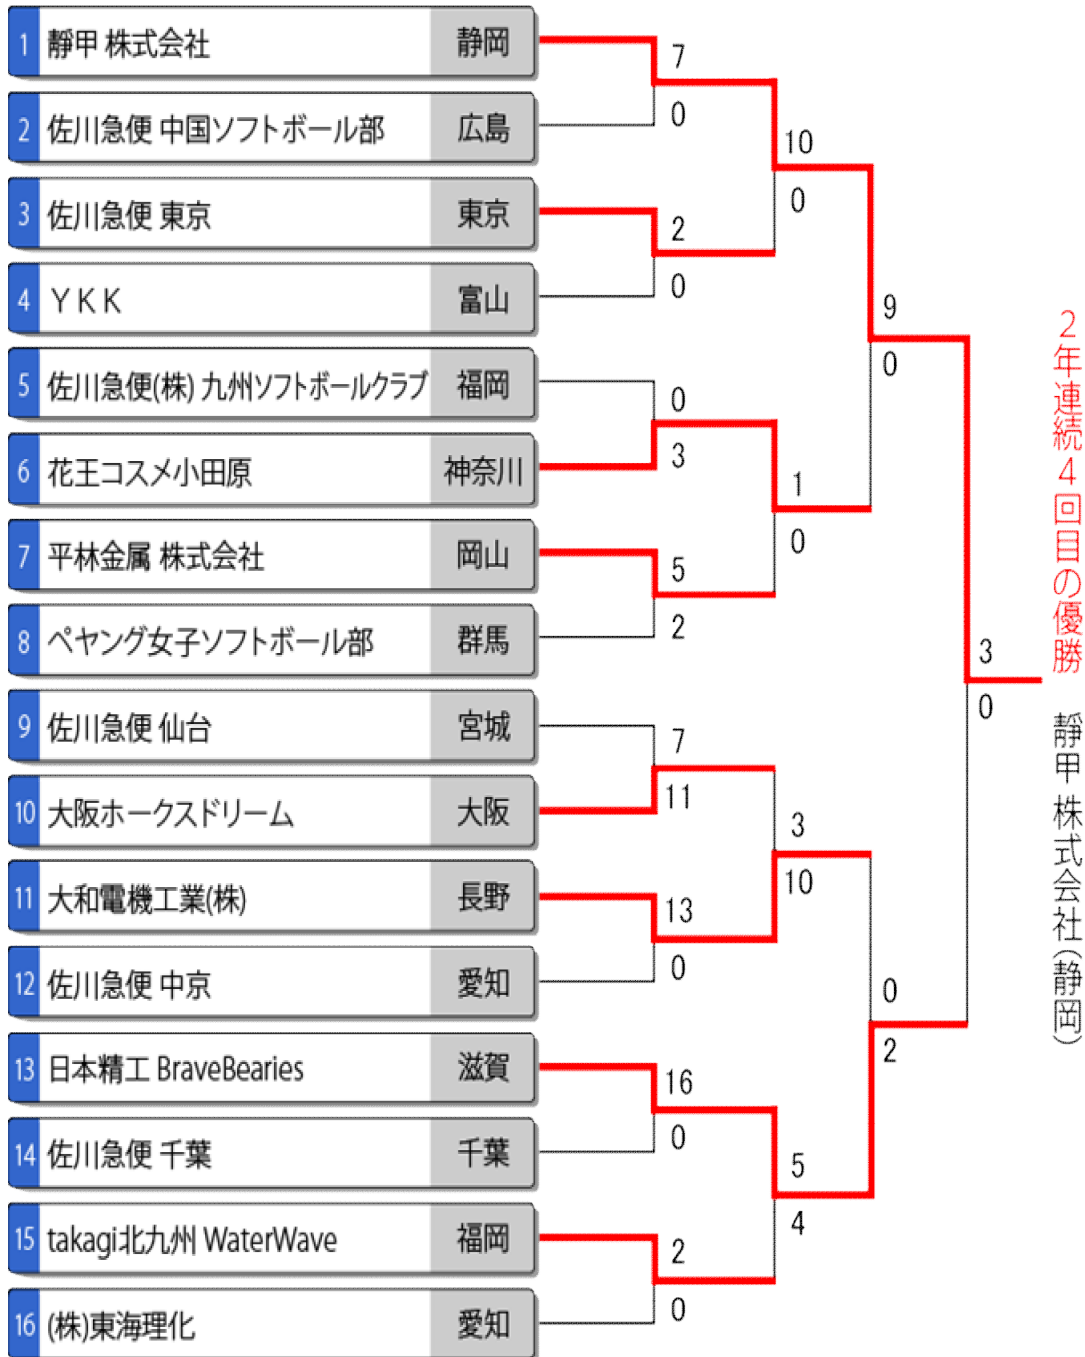 1 靜甲 株式会社 静岡
2 佐川急便 中国ソフトボール部 広島
3 佐川急便 東京 東京
4 ＹＫＫ 富山
5 佐川急便(株) 九州ソフトボールクラブ 福岡
6 花王コスメ小田原 神奈川
7 平林金属 株式会社 岡山
8 ペヤング女子ソフトボール部 群馬
9 佐川急便 仙台 宮城
10 大阪ホークスドリーム 大阪
11 大和電機工業(株) 長野
12 佐川急便 中京 愛知
13 日本精工 BraveBearies 滋賀
14 佐川急便 千葉 千葉
15 takagi北九州 WaterWave 福岡
16 (株)東海理化 愛知
7
0
2
0
0
3
5
2
7
11
13
0
16
0
2
0
10
0
1
0
3
10
5
4
9
0
0
2
3
0
２年連続４回目の優勝 靜甲 株式会社(静岡)